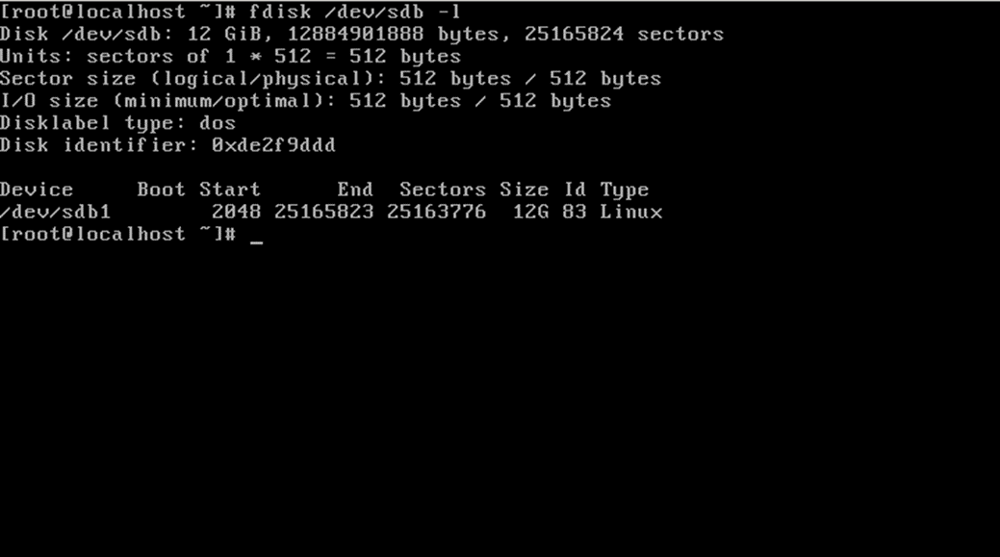 [root@localhost ~]# fdisk /dev/sdb -l
Disk /dev/sdb: 12 GiB, 12884901888 bytes, 25165824 sectors
Units: sectors of 1 * 512 = 512 bytes
Sector size (logical/physical): 512 bytes / 512 bytes
I/O size (minimum/optimal): 512 bytes / 512 bytes
Disklabel type: dos
Disk identifier: 0xde2f9ddd

Device     Boot Start      End  Sectors Size Id Type
/dev/sdb1        2048 25165823 25163776  12G 83 Linux
[root@localhost ~]# _